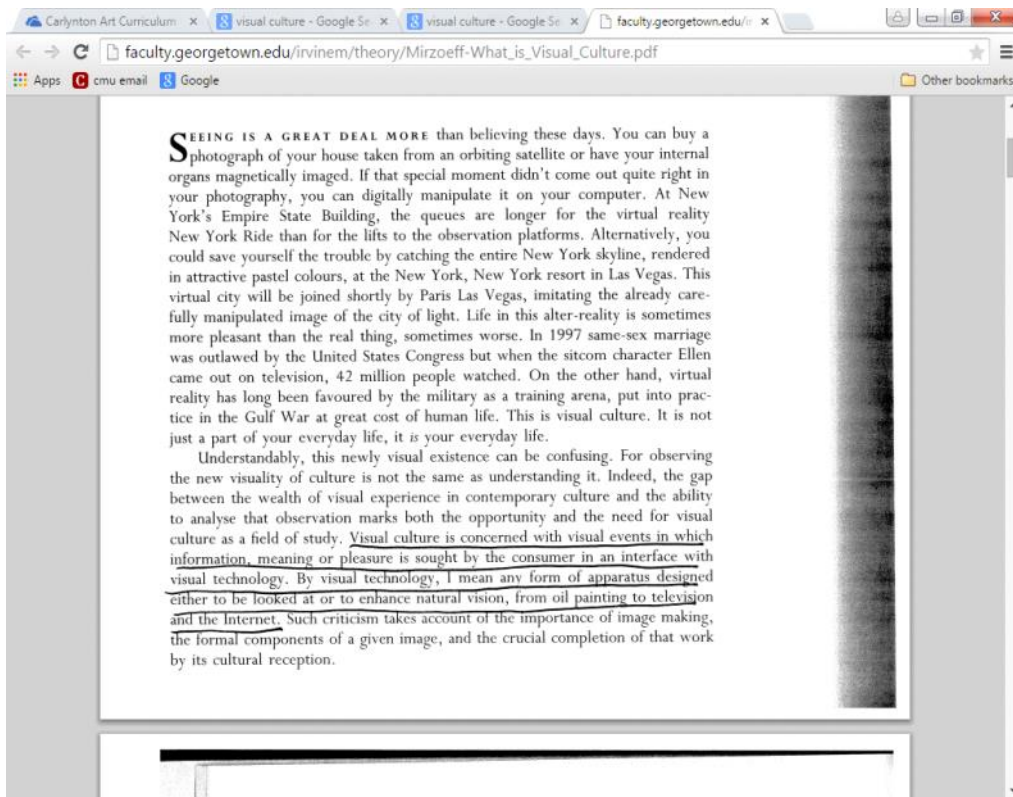 Carlynton Art Curriculum
visual culture - Google Se
visual culture - Google Se
faculty.georgetown.edu/ir
faculty.georgetown.edu/irvinem/theory/Mirzoeff-What_is_Visual_Culture.pdf
Apps cmu email Google Other bookmarks
SEEING IS A GREAT DEAL MORE than believing these days. You can buy a
photograph of your house taken from an orbiting satellite or have your internal
organs magnetically imaged. If that special moment didn't come out quite right in
your photography, you can digitally manipulate it on your computer. At New
York's Empire State Building, the queues are longer for the virtual reality
New York Ride than for the lifts to the observation platforms. Alternatively, you
could save yourself the trouble by catching the entire New York skyline, rendered
in attractive pastel colours, at the New York, New York resort in Las Vegas. This
virtual city will be joined shortly by Paris Las Vegas, imitating the already care-
fully manipulated image of the city of light. Life in this alter-reality is sometimes
more pleasant than the real thing, sometimes worse. In 1997 same-sex marriage
was outlawed by the United States Congress but when the sitcom character Ellen
came out on television, 42 million people watched. On the other hand, virtual
reality has long been favoured by the military as a training arena, put into prac-
tice in the Gulf War at great cost of human life. This is visual culture. It is not
just a part of your everyday life, it is your everyday life.
Understandably, this newly visual existence can be confusing. For observing
the new visuality of culture is not the same as understanding it. Indeed, the gap
between the wealth of visual experience in contemporary culture and the ability
to analyse that observation marks both the opportunity and the need for visual
culture as a field of study. Visual culture is concerned with visual events in which
information, meaning or pleasure is sought by the consumer in an interface with
visual technology. By visual technology, I mean any form of apparatus designed
either to be looked at or to enhance natural vision, from oil painting to television
and the Internet. Such criticism takes account of the importance of image making,
the formal components of a given image, and the crucial completion of that work
by its cultural reception.